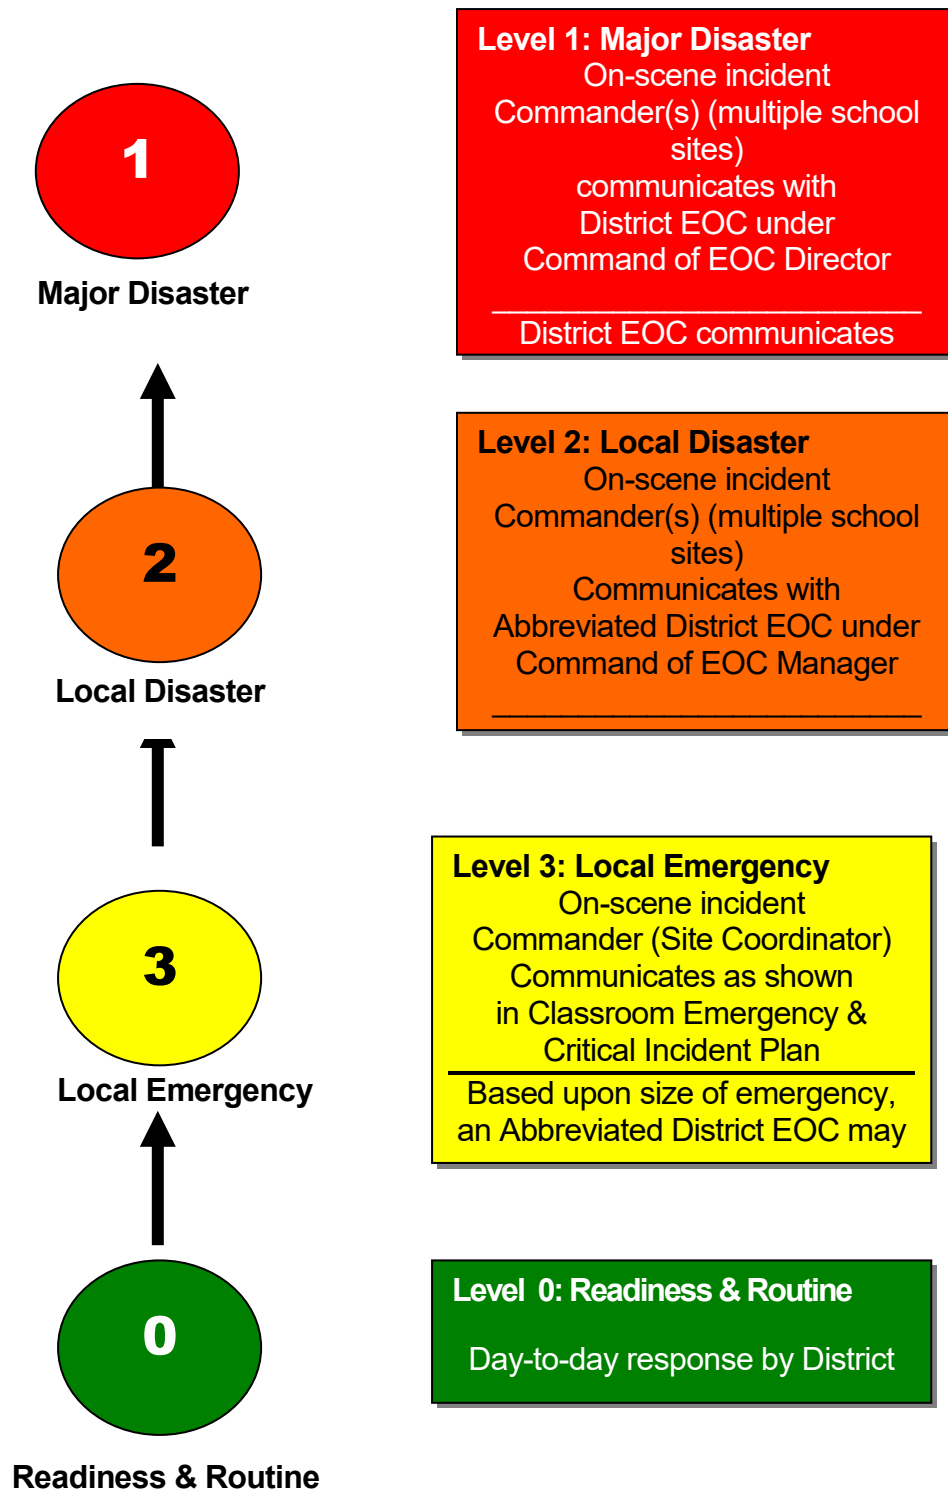 1
Major Disaster
Level 1: Major Disaster
On-scene incident
Commander(s) (multiple school
sites)
communicates with
District EOC under
Command of EOC Director
District EOC communicates
2
Local Disaster
Level 2: Local Disaster
On-scene incident
Commander(s) (multiple school
sites)
Communicates with
Abbreviated District EOC under
Command of EOC Manager
3
Local Emergency
Level 3: Local Emergency
On-scene incident
Commander (Site Coordinator)
Communicates as shown
in Classroom Emergency &
Critical Incident Plan
Based upon size of emergency,
an Abbreviated District EOC may
0
Readiness & Routine
Level 0: Readiness & Routine
Day-to-day response by District